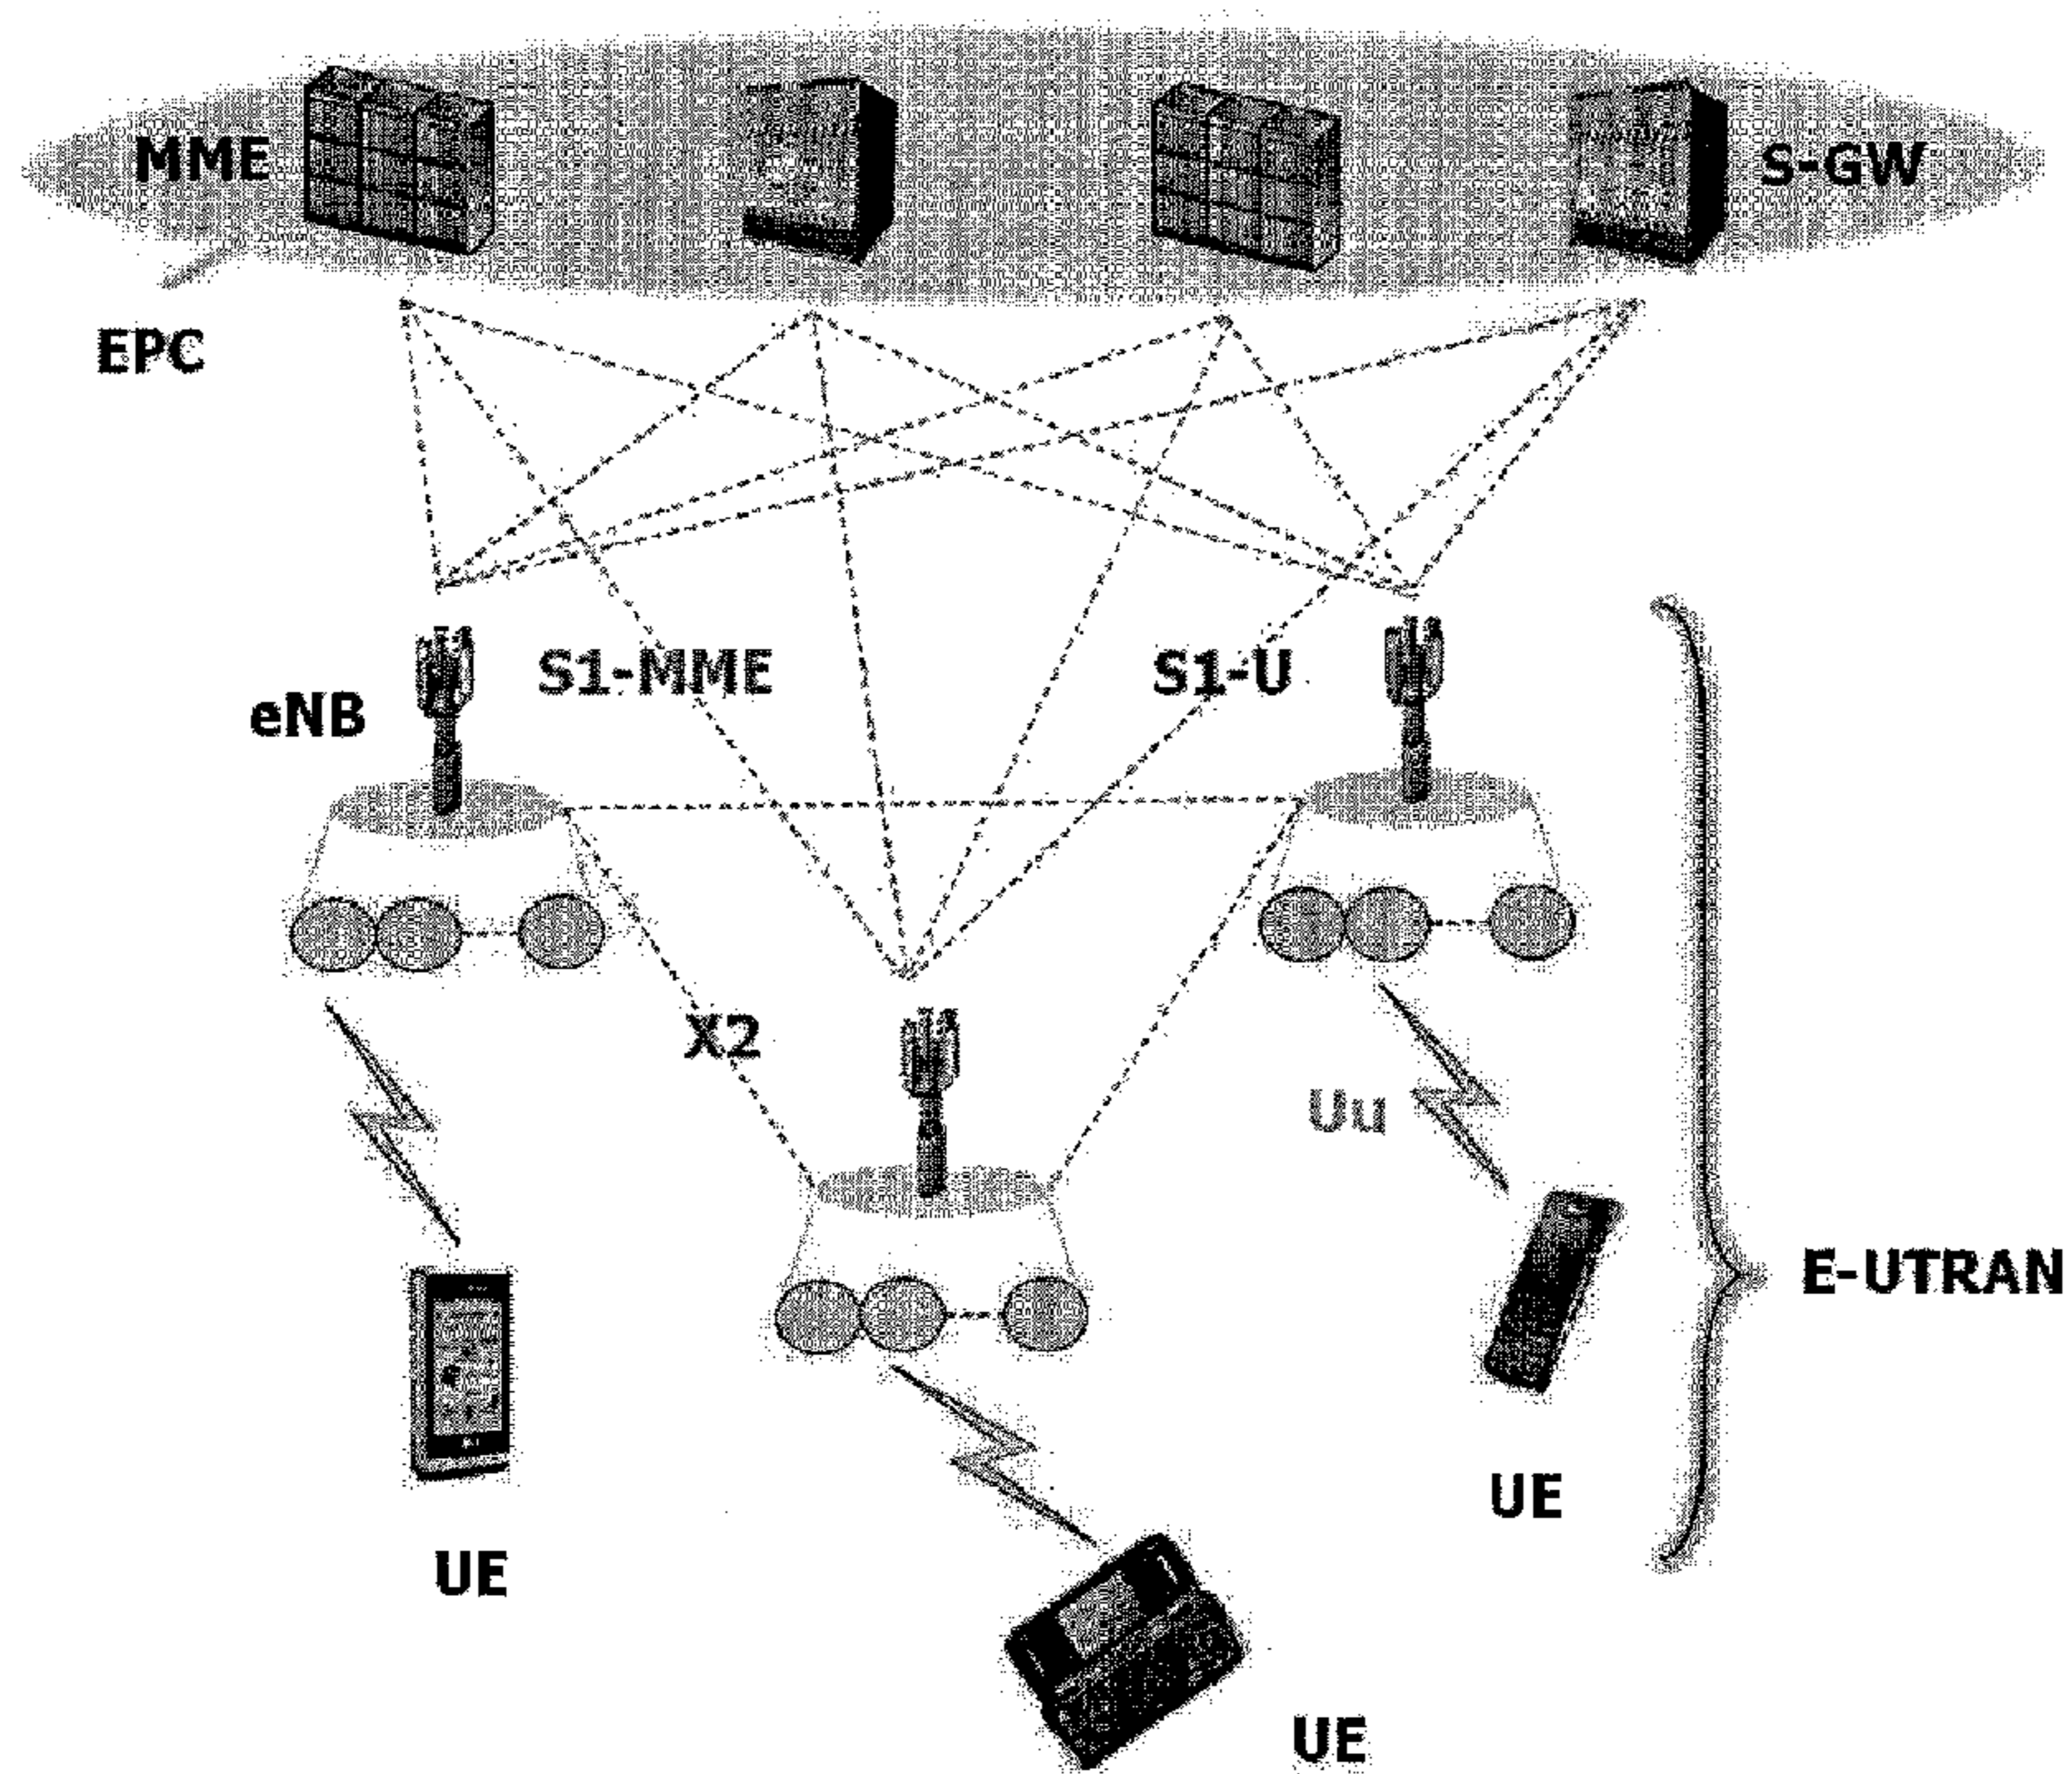 MME
S-GW
EPC
S1-MME
S1-U
eNB
X2
Uu
E-UTRAN
UE
UE
UE